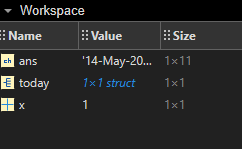 Workspace
Name Value Size
ch ans '14-May-20... 1×11
E today 1×1 struct 1×1
x 1 1×1